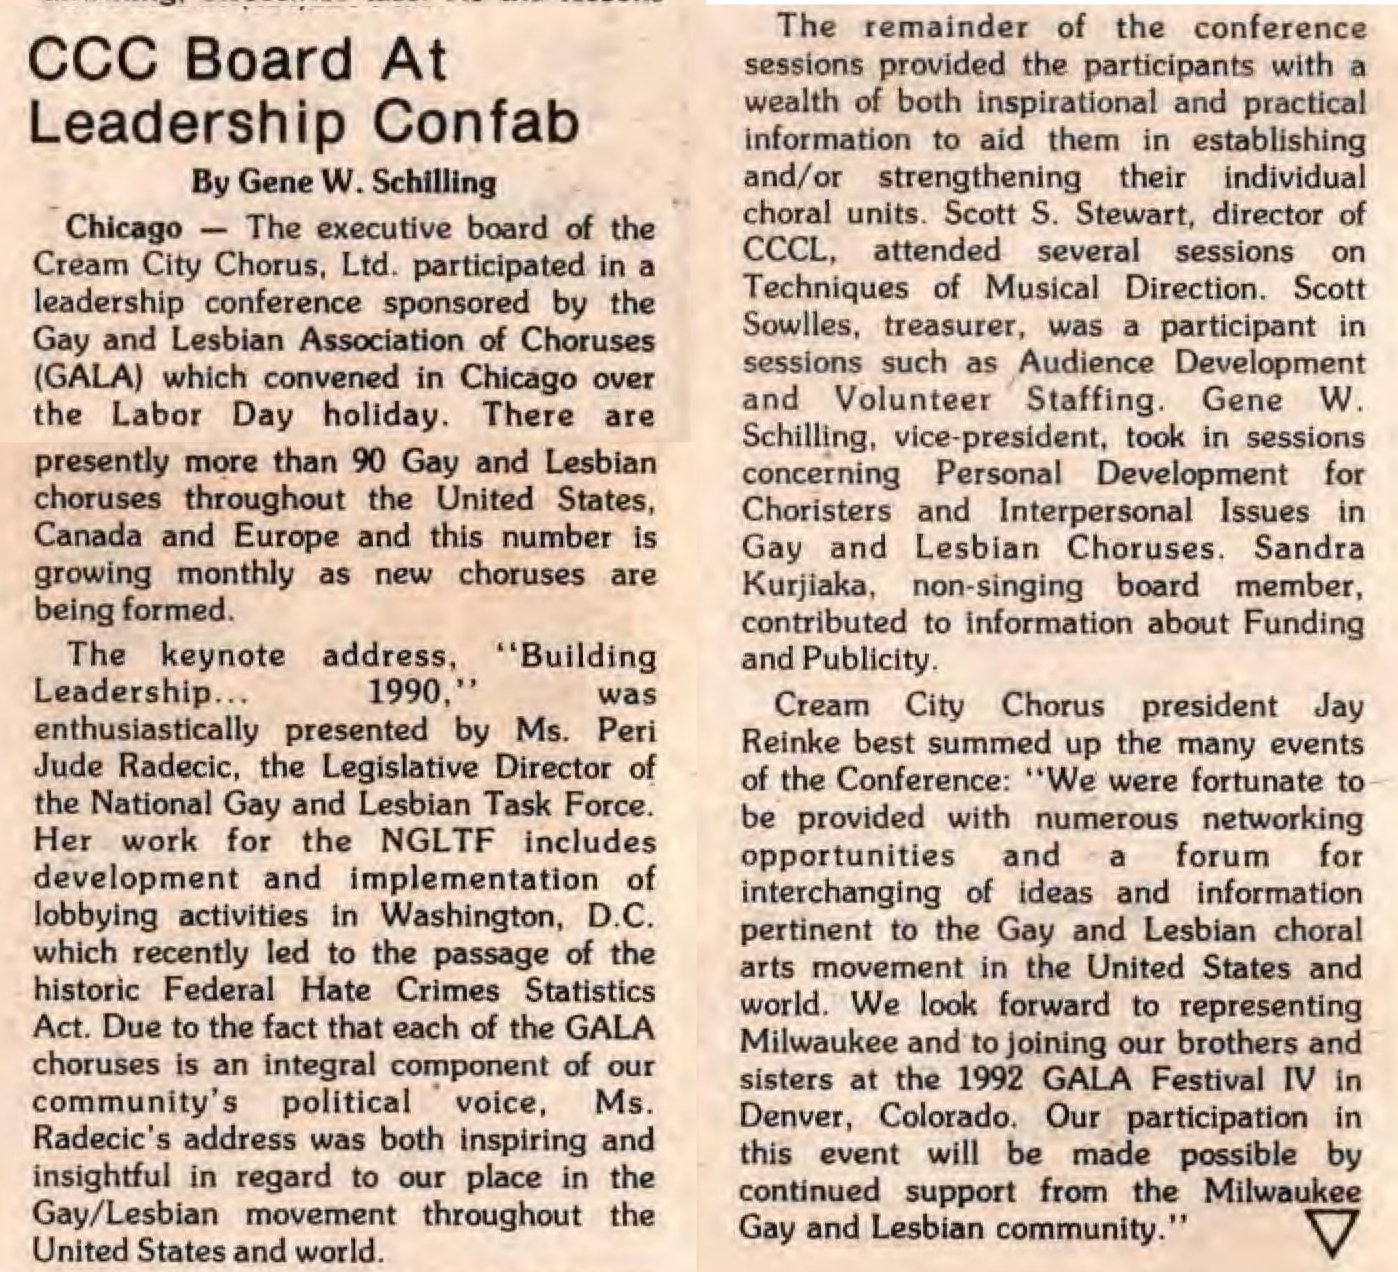 CCC Board At
Leadership Confab
By Gene W. Schilling
Chicago — The executive board of the
Cream City Chorus, Ltd. participated in a
leadership conference sponsored by the
Gay and Lesbian Association of Choruses
(GALA) which convened in Chicago over
the Labor Day holiday. There are
presently more than 90 Gay and Lesbian
choruses throughout the United States,
Canada and Europe and this number is
growing monthly as new choruses are
being formed.
The keynote address, "Building
Leadership... 1990," was
enthusiastically presented by Ms. Peri
Jude Radecic, the Legislative Director of
the National Gay and Lesbian Task Force.
Her work for the NGLTF includes
development and implementation of
lobbying activities in Washington, D.C.
which recently led to the passage of the
historic Federal Hate Crimes Statistics
Act. Due to the fact that each of the GALA
choruses is an integral component of our
community's political voice, Ms.
Radecic's address was both inspiring and
insightful in regard to our place in the
Gay/Lesbian movement throughout the
United States and world.
The remainder of the conference
sessions provided the participants with a
wealth of both inspirational and practical
information to aid them in establishing
and/or strengthening their individual
choral units. Scott S. Stewart, director of
CCCL, attended several sessions on
Techniques of Musical Direction. Scott
Sowlles, treasurer, was a participant in
sessions such as Audience Development
and Volunteer Staffing. Gene W.
Schilling, vice-president, took in sessions
concerning Personal Development for
Choristers and Interpersonal Issues in
Gay and Lesbian Choruses. Sandra
Kurjiaka, non-singing board member,
contributed to information about Funding
and Publicity.
Cream City Chorus president Jay
Reinke best summed up the many events
of the Conference: "We were fortunate to
be provided with numerous networking
opportunities and a forum for
interchanging of ideas and information
pertinent to the Gay and Lesbian choral
arts movement in the United States and
world. We look forward to representing
Milwaukee and to joining our brothers and
sisters at the 1992 GALA Festival IV in
Denver, Colorado. Our participation in
this event will be made possible by
continued support from the Milwaukee
Gay and Lesbian community."